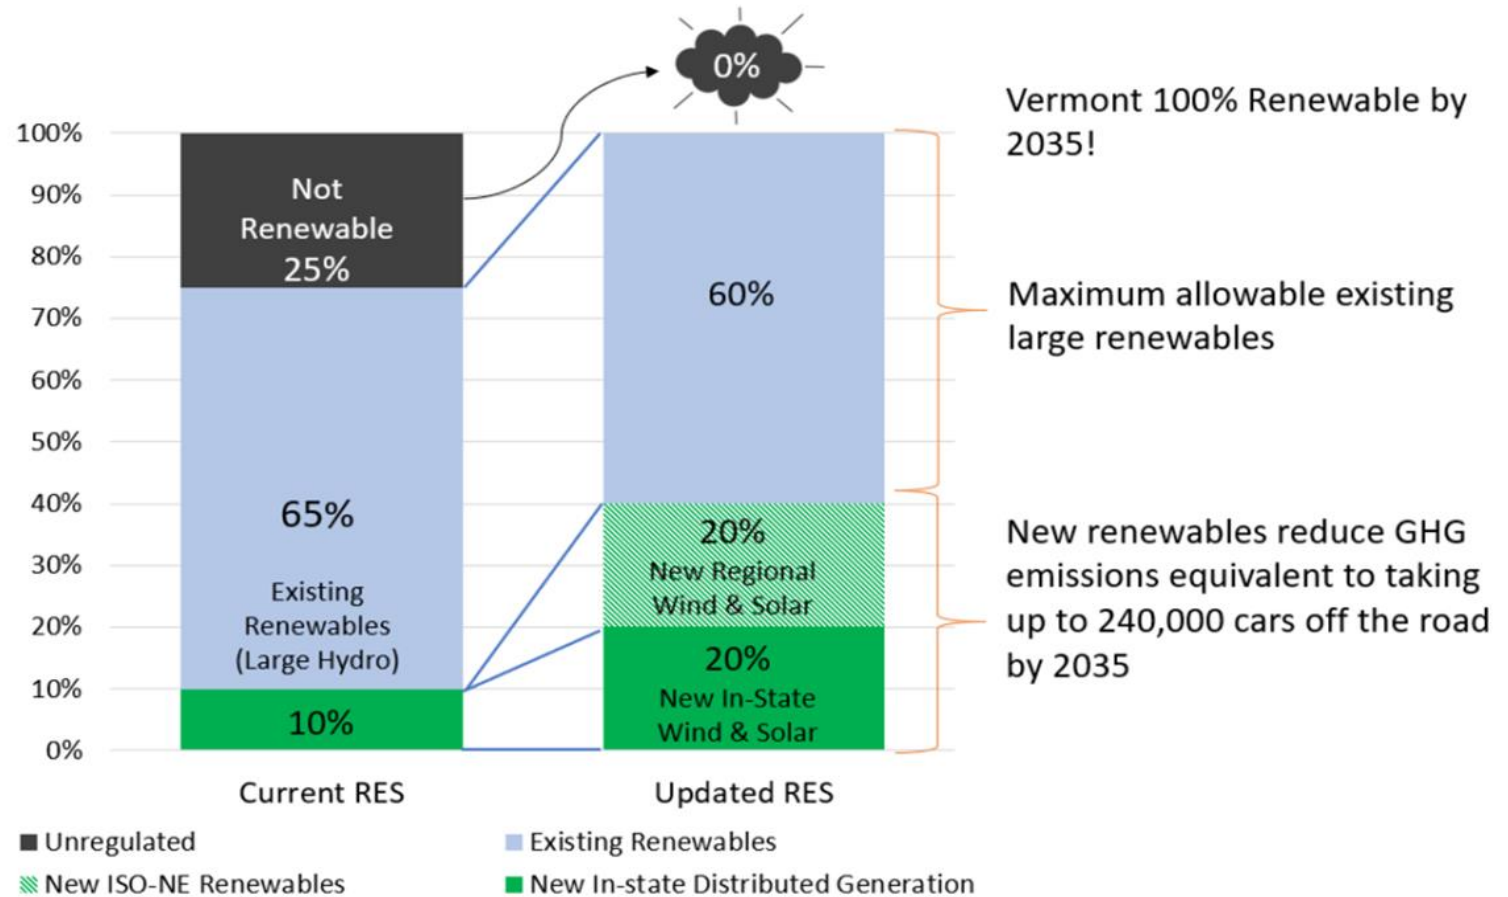 0%
Vermont 100% Renewable by
2035!
100%
90%
80%
70%
60%
50%
40%
30%
20%
10%
0%
Not
Renewable
25%
65%
Existing
Renewables
(Large Hydro)
10%
60%
20%
New Regional
Wind & Solar
20%
New In-State
Wind & Solar
Maximum allowable existing
large renewables
New renewables reduce GHG
emissions equivalent to taking
up to 240,000 cars off the road
by 2035
Current RES
Updated RES
Unregulated
Existing Renewables
New ISO-NE Renewables
New In-state Distributed Generation